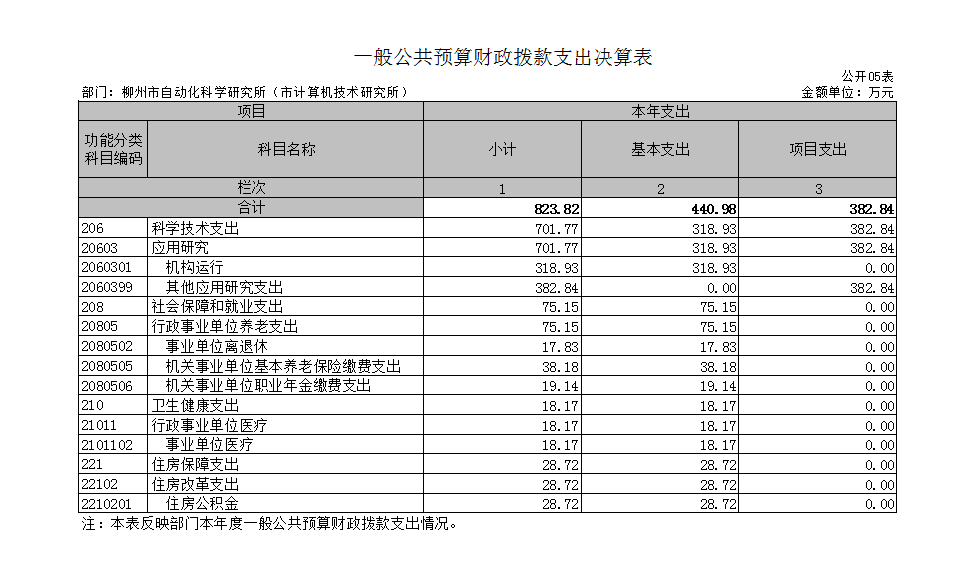 一般公共预算财政拨款支出决算表
公开05表
部门：柳州市自动化科学研究所（市计算机技术研究所） 金额单位：万元
项目 本年支出
功能分类科目编码 科目名称 小计 基本支出 项目支出
栏次 1 2 3
合计 823.82 440.98 382.84
206 科学技术支出 701.77 318.93 382.84
20603 应用研究 701.77 318.93 382.84
2060301 机构运行 318.93 318.93 0.00
2060399 其他应用研究支出 382.84 0.00 382.84
208 社会保障和就业支出 75.15 75.15 0.00
20805 行政事业单位养老支出 75.15 75.15 0.00
2080502 事业单位离退休 17.83 17.83 0.00
2080505 机关事业单位基本养老保险缴费支出 38.18 38.18 0.00
2080506 机关事业单位职业年金缴费支出 19.14 19.14 0.00
210 卫生健康支出 18.17 18.17 0.00
21011 行政事业单位医疗 18.17 18.17 0.00
2101102 事业单位医疗 18.17 18.17 0.00
221 住房保障支出 28.72 28.72 0.00
22102 住房改革支出 28.72 28.72 0.00
2210201 住房公积金 28.72 28.72 0.00
注：本表反映部门本年度一般公共预算财政拨款支出情况。